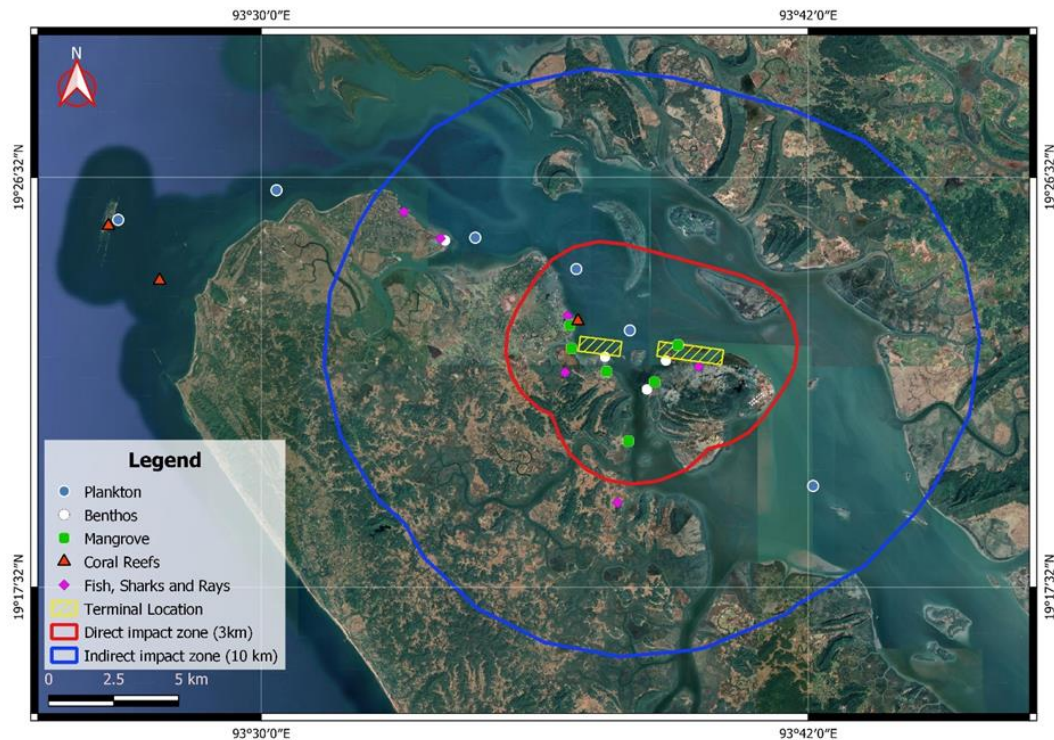 93°30'0"E 93°42'0"E
N
19°26'32"N 19°26'32"N
Legend
Plankton
Benthos
Mangrove
Coral Reefs
Fish, Sharks and Rays
Terminal Location
Direct impact zone (3km)
Indirect impact zone (10 km)
19°17'32"N 19°17'32"N
0 2.5 5 km
93°30'0"E 93°42'0"E